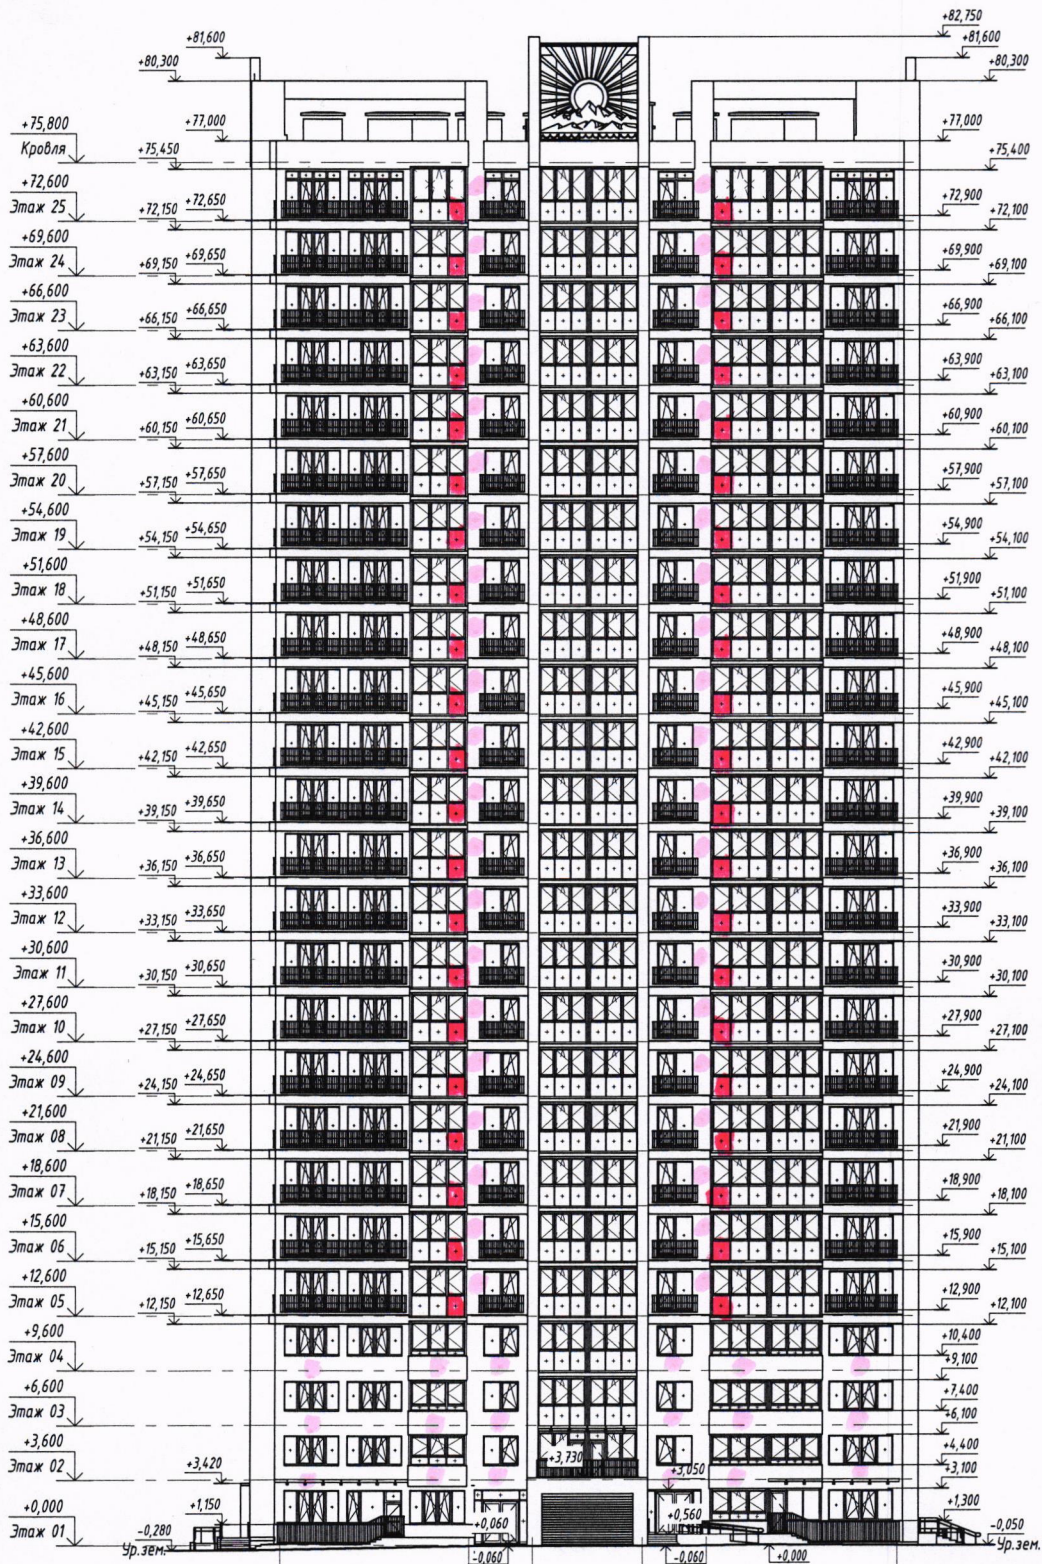 +82,750
+81,600 +81,600
+80,300 +80,300
+75,800 +77,000 +77,000
Кровля +75,450 +75,400
+72,600 +72,650 +72,900
Этаж 25 +72,150 +72,100
+69,600 +69,650 +69,900
Этаж 24 +69,150 +69,100
+66,600 +66,650 +66,900
Этаж 23 +66,150 +66,100
+63,600 +63,650 +63,900
Этаж 22 +63,150 +63,100
+60,600 +60,650 +60,900
Этаж 21 +60,150 +60,100
+57,600 +57,650 +57,900
Этаж 20 +57,150 +57,100
+54,600 +54,650 +54,900
Этаж 19 +54,150 +54,100
+51,600 +51,650 +51,900
Этаж 18 +51,150 +51,100
+48,600 +48,650 +48,900
Этаж 17 +48,150 +48,100
+45,600 +45,650 +45,900
Этаж 16 +45,150 +45,100
+42,600 +42,650 +42,900
Этаж 15 +42,150 +42,100
+39,600 +39,650 +39,900
Этаж 14 +39,150 +39,100
+36,600 +36,650 +36,900
Этаж 13 +36,150 +36,100
+33,600 +33,650 +33,900
Этаж 12 +33,150 +33,100
+30,600 +30,650 +30,900
Этаж 11 +30,150 +30,100
+27,600 +27,650 +27,900
Этаж 10 +27,150 +27,100
+24,600 +24,650 +24,900
Этаж 09 +24,150 +24,100
+21,600 +21,650 +21,900
Этаж 08 +21,150 +21,100
+18,600 +18,650 +18,900
Этаж 07 +18,150 +18,100
+15,600 +15,650 +15,900
Этаж 06 +15,150 +15,100
+12,600 +12,650 +12,900
Этаж 05 +12,150 +12,100
+9,600 +10,400
Этаж 04 +9,100
+6,600 +7,400
Этаж 03 +6,100
+3,600 +3,730 +4,400
Этаж 02 +3,420 +3,050 +3,100
+0,000 +1,150 +0,560 +1,300
Этаж 01 -0,280 +0,060 -0,050
Ур.зем. -0,060 -0,060 +0,000 Ур.зем.